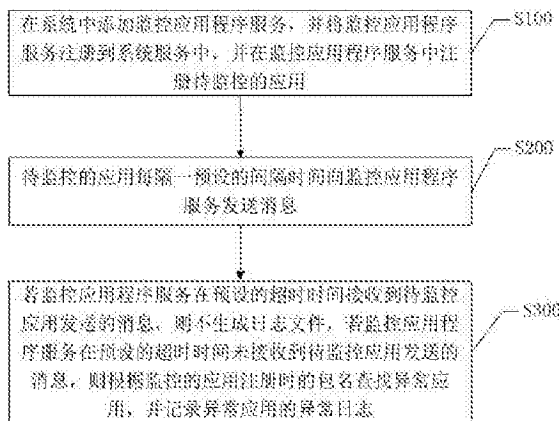 在系统中添加监控应用程序服务，并将监控应用程序
服务注册到系统服务中，并在监控应用程序服务中注
册待监控的应用
S100
待监控的应用每隔一预设的间隔时间向监控应用程序
服务发送消息
S200
若监控应用程序服务在预设的超时时间接收到待监控
应用发送的消息，则不生成日志文件，若监控应用程
序服务在预设的超时时间未接收到待监控应用发送的
消息，则根据监控的应用注册时的包名查找异常应
用，并记录异常应用的异常日志
S300